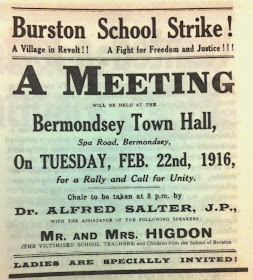 Burston School Strike!
A Village in Revolt!! A Fight for Freedom and Justice!!!
A MEETING
WILL BE HELD AT THE
Bermondsey Town Hall,
Spa Road, Bermondsey,
On TUESDAY, FEB. 22nd, 1916,
for a Rally and Call for Unity.
Chair to be taken at 8 p.m. by
Dr. ALFRED SALTER, J.P.,
WITH THE ASSISTANCE OF THE FOLLOWING SPEAKERS
MR. AND MRS. HIGDON
(THE VICTIMISED SCHOOL TEACHERS) and Children from the School of Burston
LADIES ARE SPECIALLY INVITED!